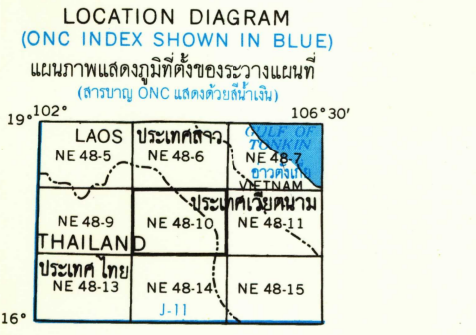 LOCATION DIAGRAM
(ONC INDEX SHOWN IN BLUE)
แผนภาพแสดงภูมิที่ตั้งของระวางแผนที่
(สารบาญ ONC แสดงด้วยสีน้ำเงิน)
19° 102° 106° 30'
LAOS ประเทศลาว GULF OF
TONKIN
NE 48-5 NE 48-6 NE 48-7
อ่าวตังเกี๋ย
VIETNAM
ประเทศเวียตนาม
NE 48-9 NE 48-10 NE 48-11
THAILAND
ประเทศ ไทย
NE 48-13 NE 48-14 NE 48-15
16° J-11